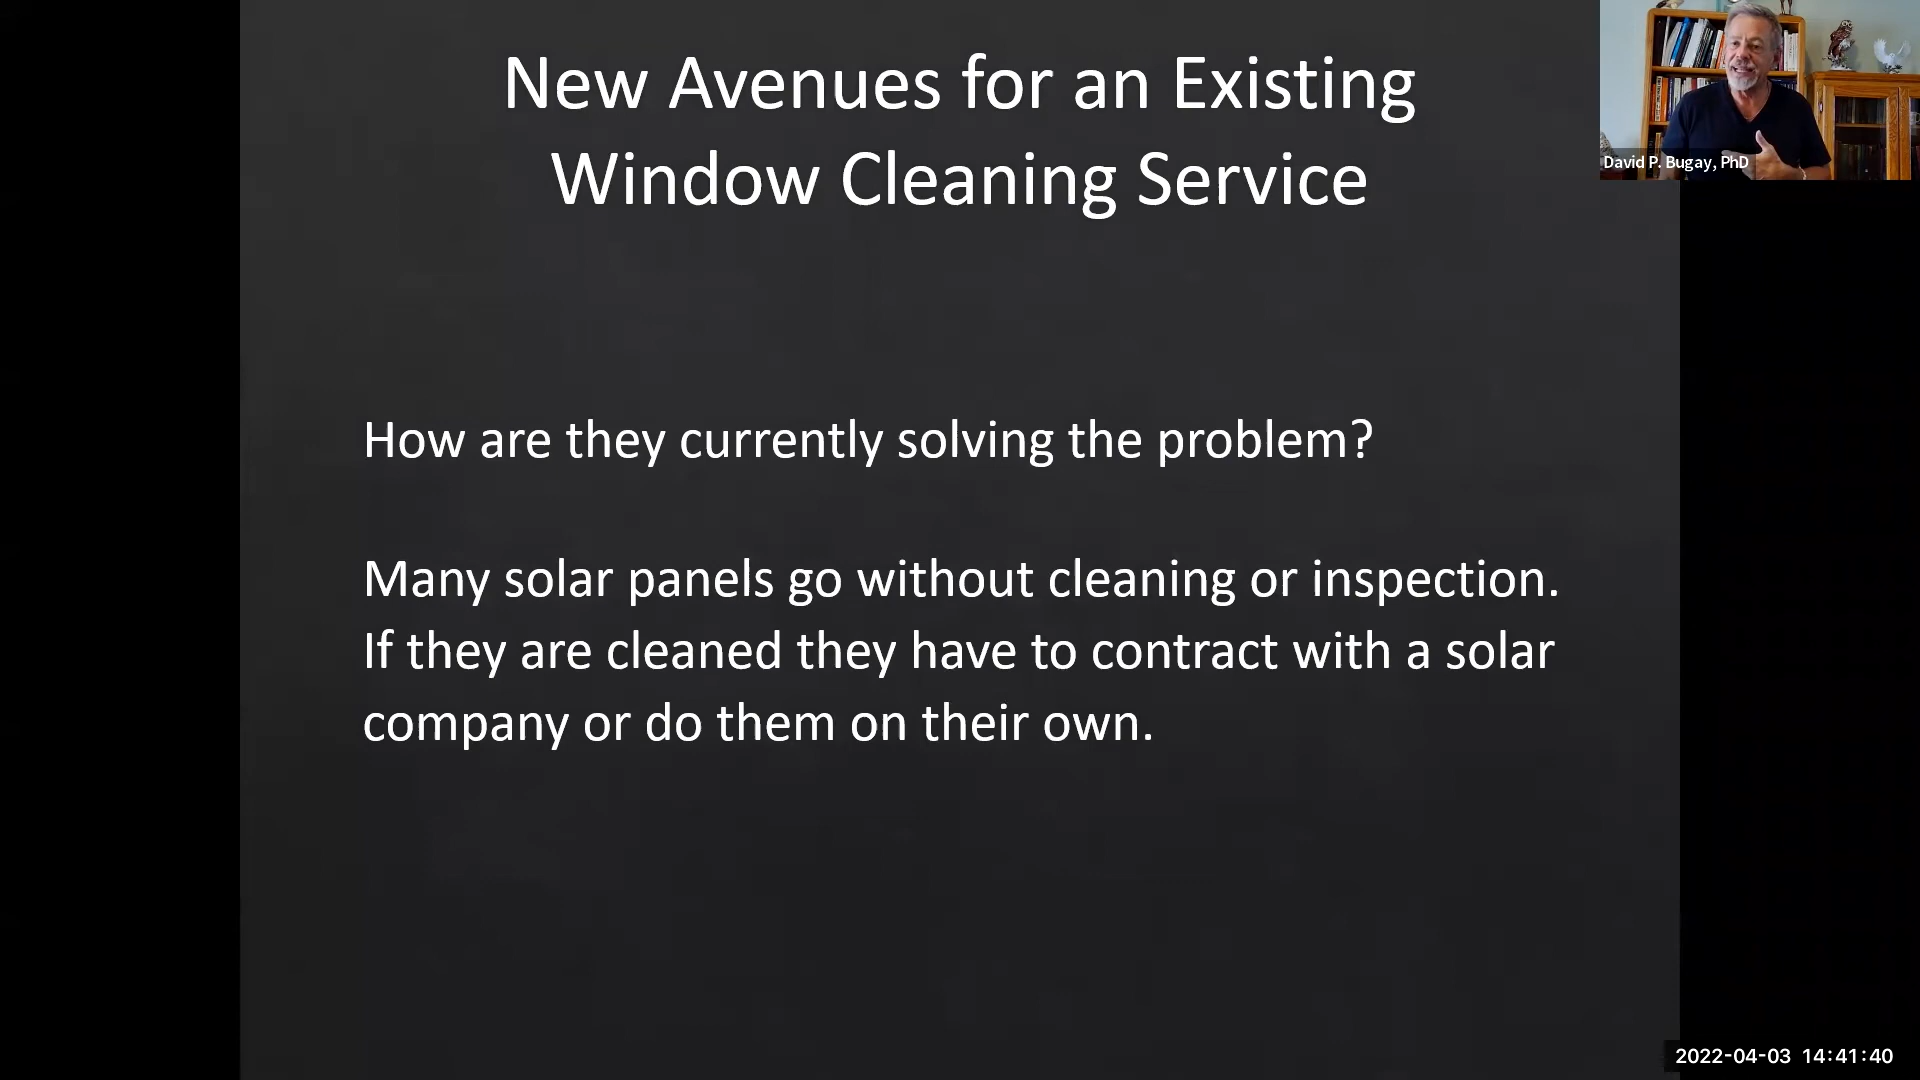 New Avenues for an Existing
Window Cleaning Service
David P. Bugay, PhD
How are they currently solving the problem?
Many solar panels go without cleaning or inspection.
If they are cleaned they have to contract with a solar
company or do them on their own.
2022-04-03 14:41:40